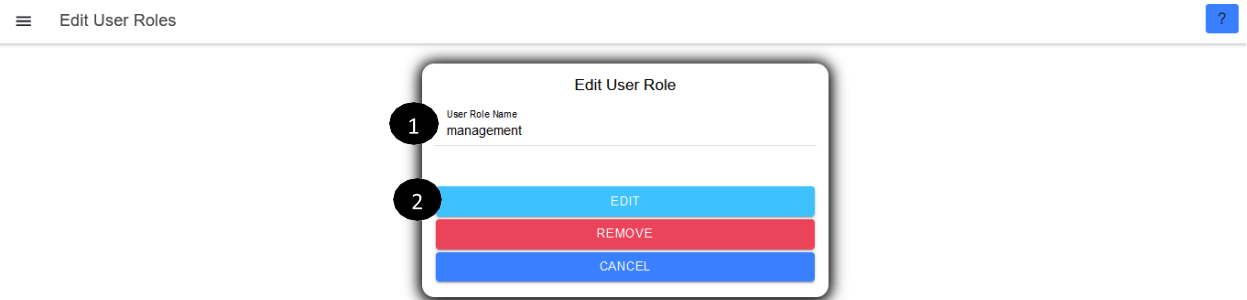 Edit User Roles
?
Edit User Role
User Role Name
1
management
2
EDIT
REMOVE
CANCEL